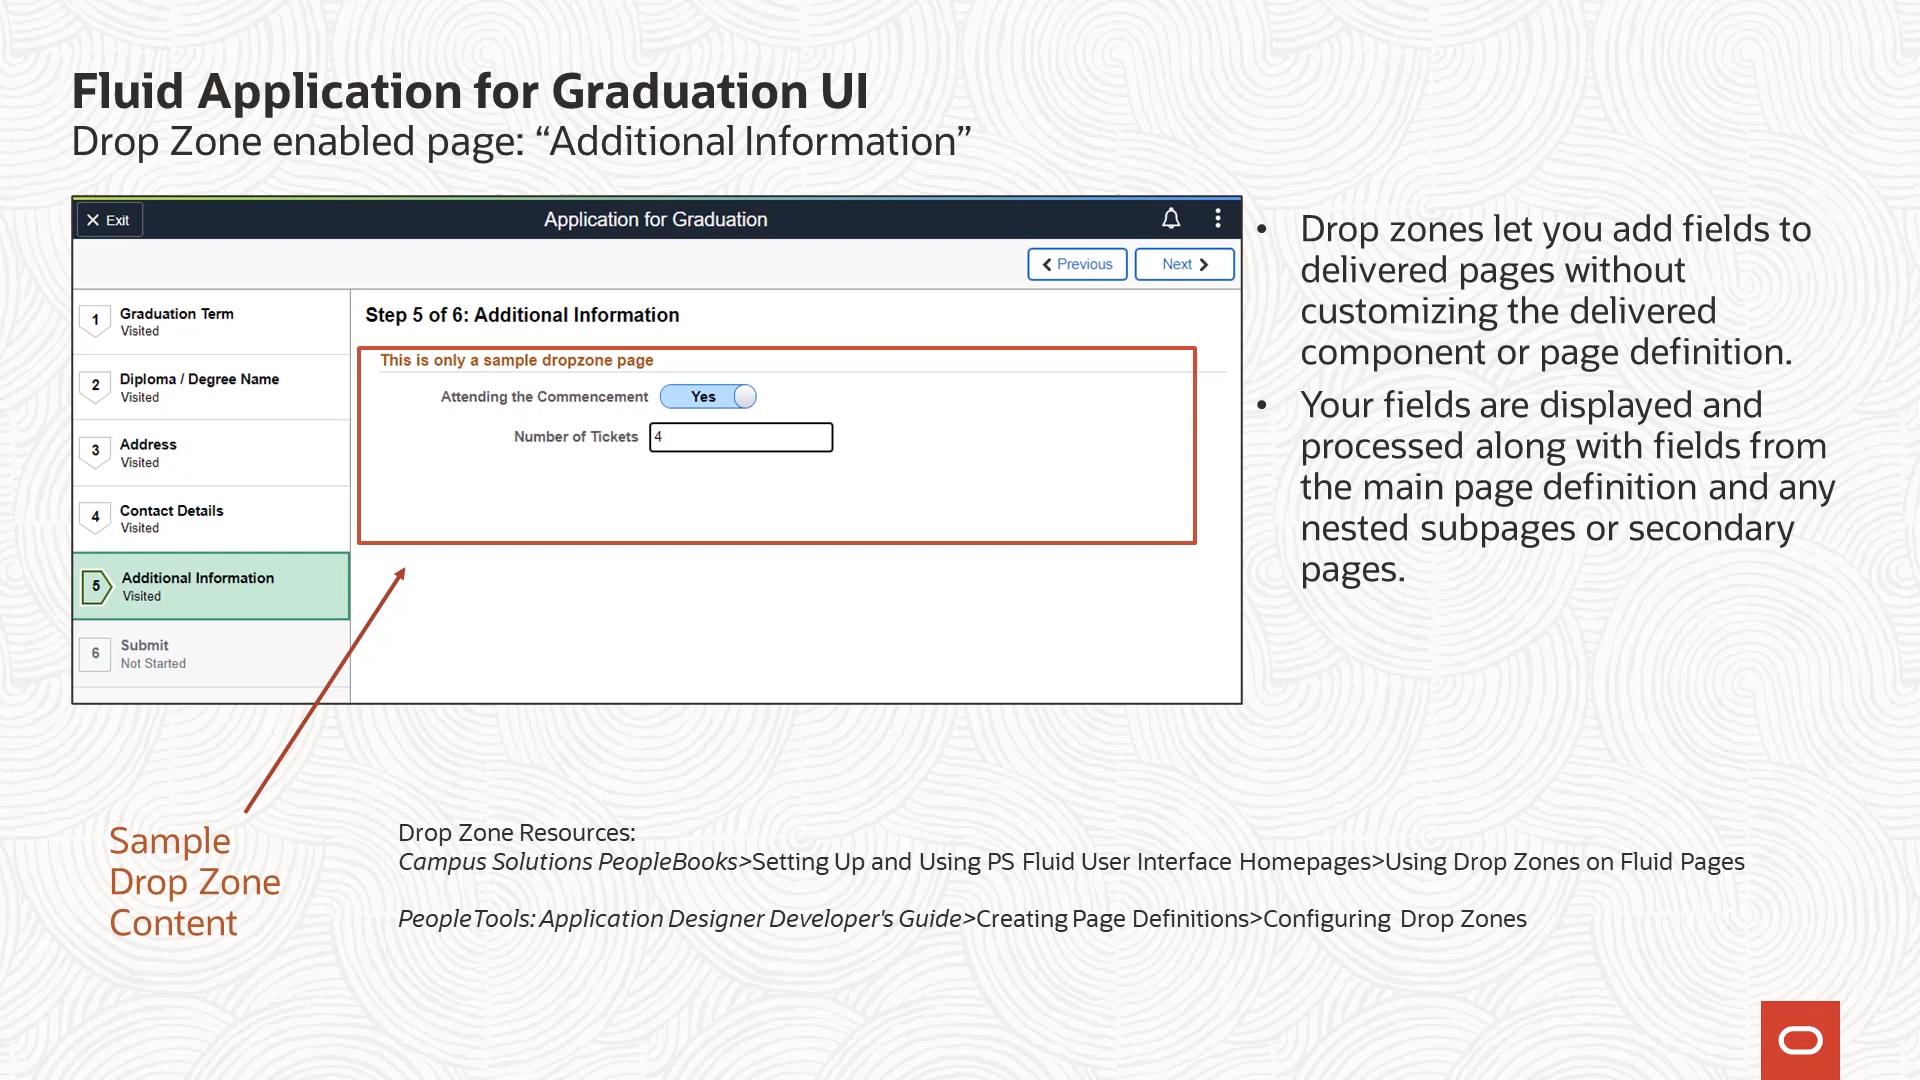 Fluid Application for Graduation UI
Drop Zone enabled page: “Additional Information”
Exit
Application for Graduation
Previous
Next
1
Graduation Term
Visited
2
Diploma / Degree Name
Visited
3
Address
Visited
4
Contact Details
Visited
5
Additional Information
Visited
6
Submit
Not Started
Step 5 of 6: Additional Information
This is only a sample dropzone page
Attending the Commencement Yes
Number of Tickets 4
• Drop zones let you add fields to
delivered pages without
customizing the delivered
component or page definition.
• Your fields are displayed and
processed along with fields from
the main page definition and any
nested subpages or secondary
pages.
Sample
Drop Zone
Content
Drop Zone Resources:
Campus Solutions PeopleBooks>Setting Up and Using PS Fluid User Interface Homepages>Using Drop Zones on Fluid Pages
PeopleTools: Application Designer Developer's Guide>Creating Page Definitions>Configuring Drop Zones